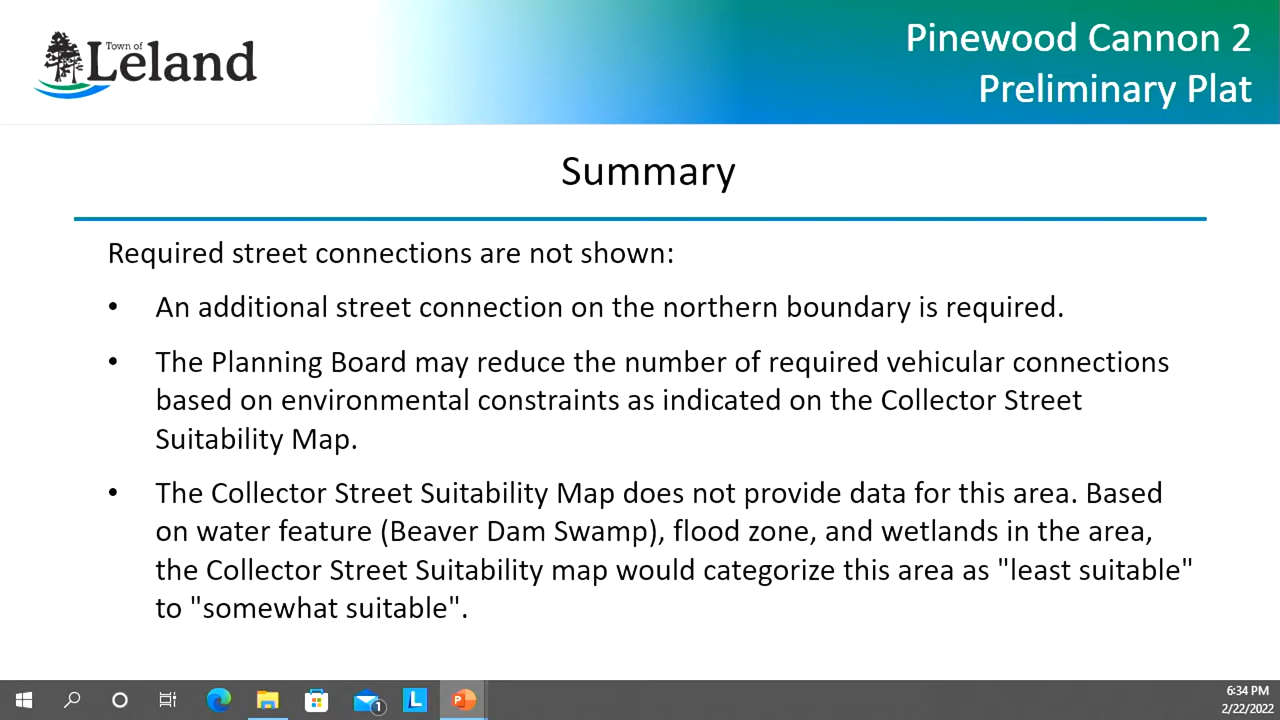 Town of
Leland
Pinewood Cannon 2
Preliminary Plat
Summary
Required street connections are not shown:
• An additional street connection on the northern boundary is required.
• The Planning Board may reduce the number of required vehicular connections
based on environmental constraints as indicated on the Collector Street
Suitability Map.
• The Collector Street Suitability Map does not provide data for this area. Based
on water feature (Beaver Dam Swamp), flood zone, and wetlands in the area,
the Collector Street Suitability map would categorize this area as "least suitable"
to "somewhat suitable".
1
L
P
6:34 PM
2/22/2022